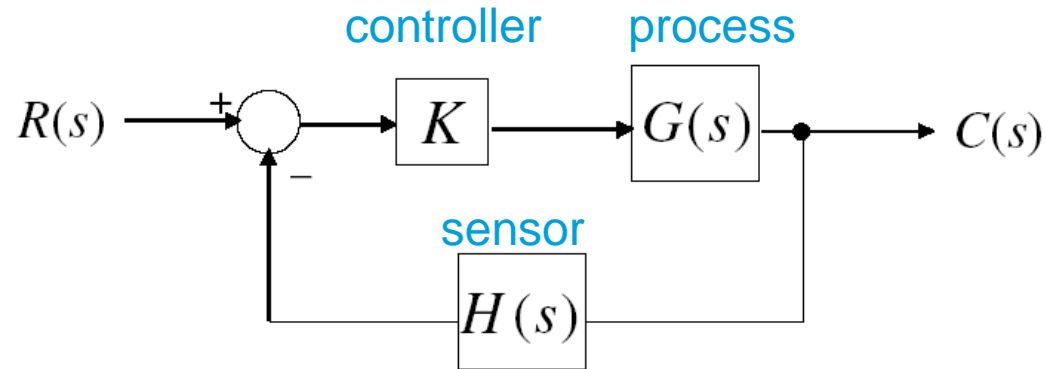 controller process
R(s) + K G(s) C(s)
−
sensor
H(s)